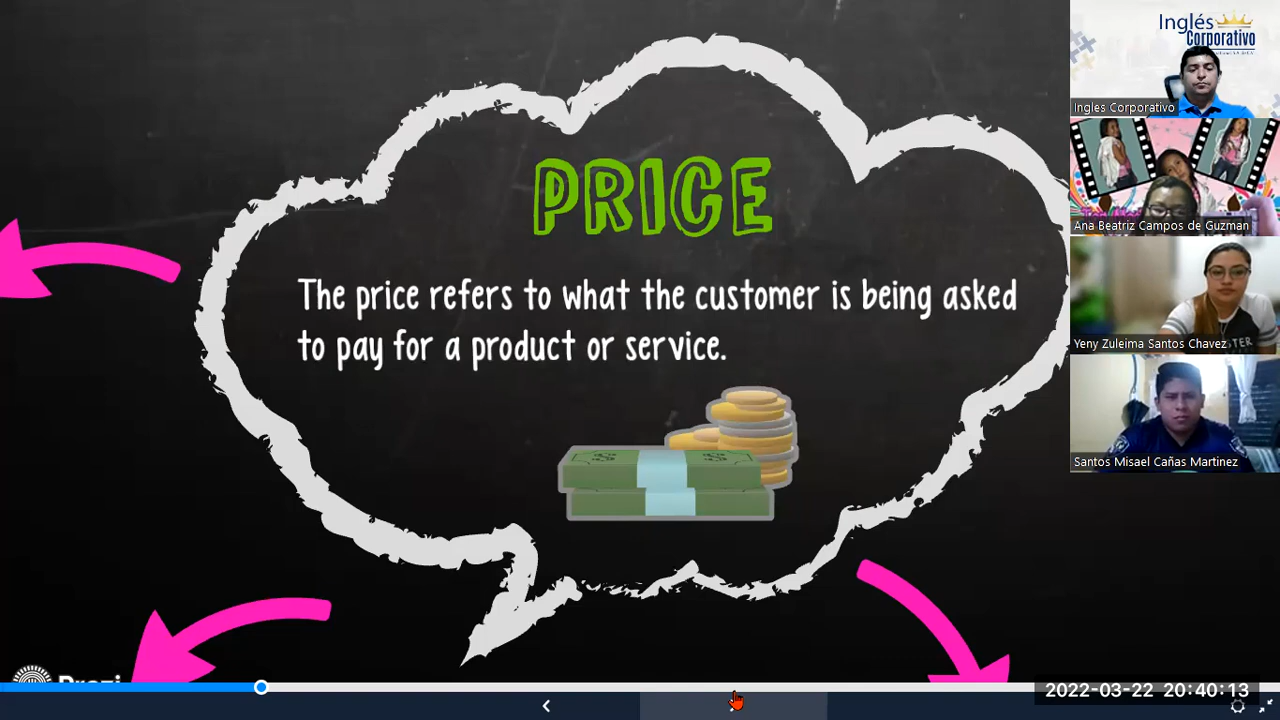 PRICE
The price refers to what the customer is being asked
to pay for a product or service.
Prezi
Inglés
Corporativo
Ingles Corporativo
Ana Beatriz Campos de Guzman
Yeny Zuleima Santos Chavez
Santos Misael Cañas Martinez
2022-03-22 20:40:13